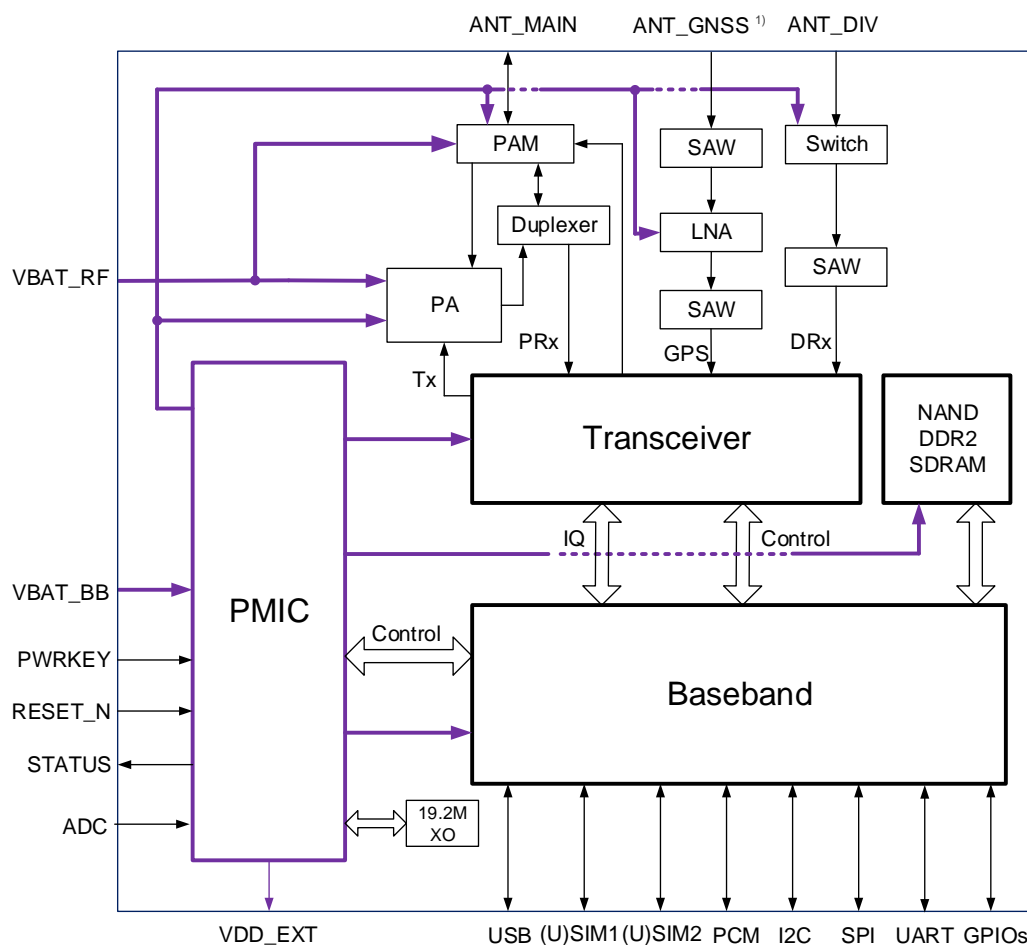 ANT_MAIN ANT_GNSS 1) ANT_DIV
PAM
SAW
Switch
Duplexer
LNA
SAW
VBAT_RF
PA
SAW
PRx
GPS
DRx
Tx
Transceiver
NAND
DDR2
SDRAM
IQ
Control
VBAT_BB
PMIC
Control
PWRKEY
Baseband
RESET_N
STATUS
ADC
19.2M
XO
VDD_EXT
USB (U)SIM1 (U)SIM2 PCM I2C SPI UART GPIOs